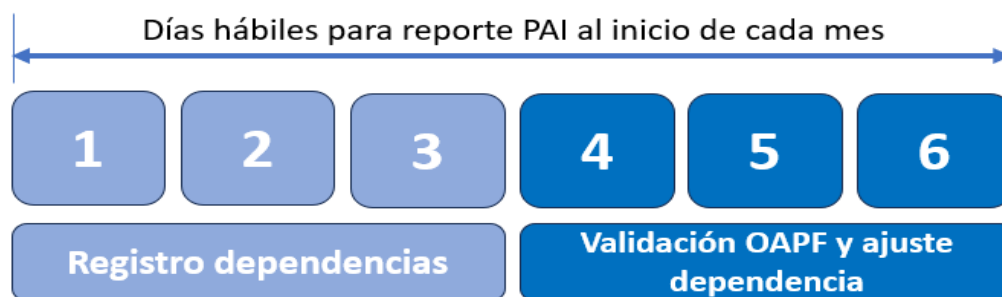 Días hábiles para reporte PAI al inicio de cada mes
1 2 3 4 5 6
Registro dependencias
Validación OAPF y ajuste
dependencia